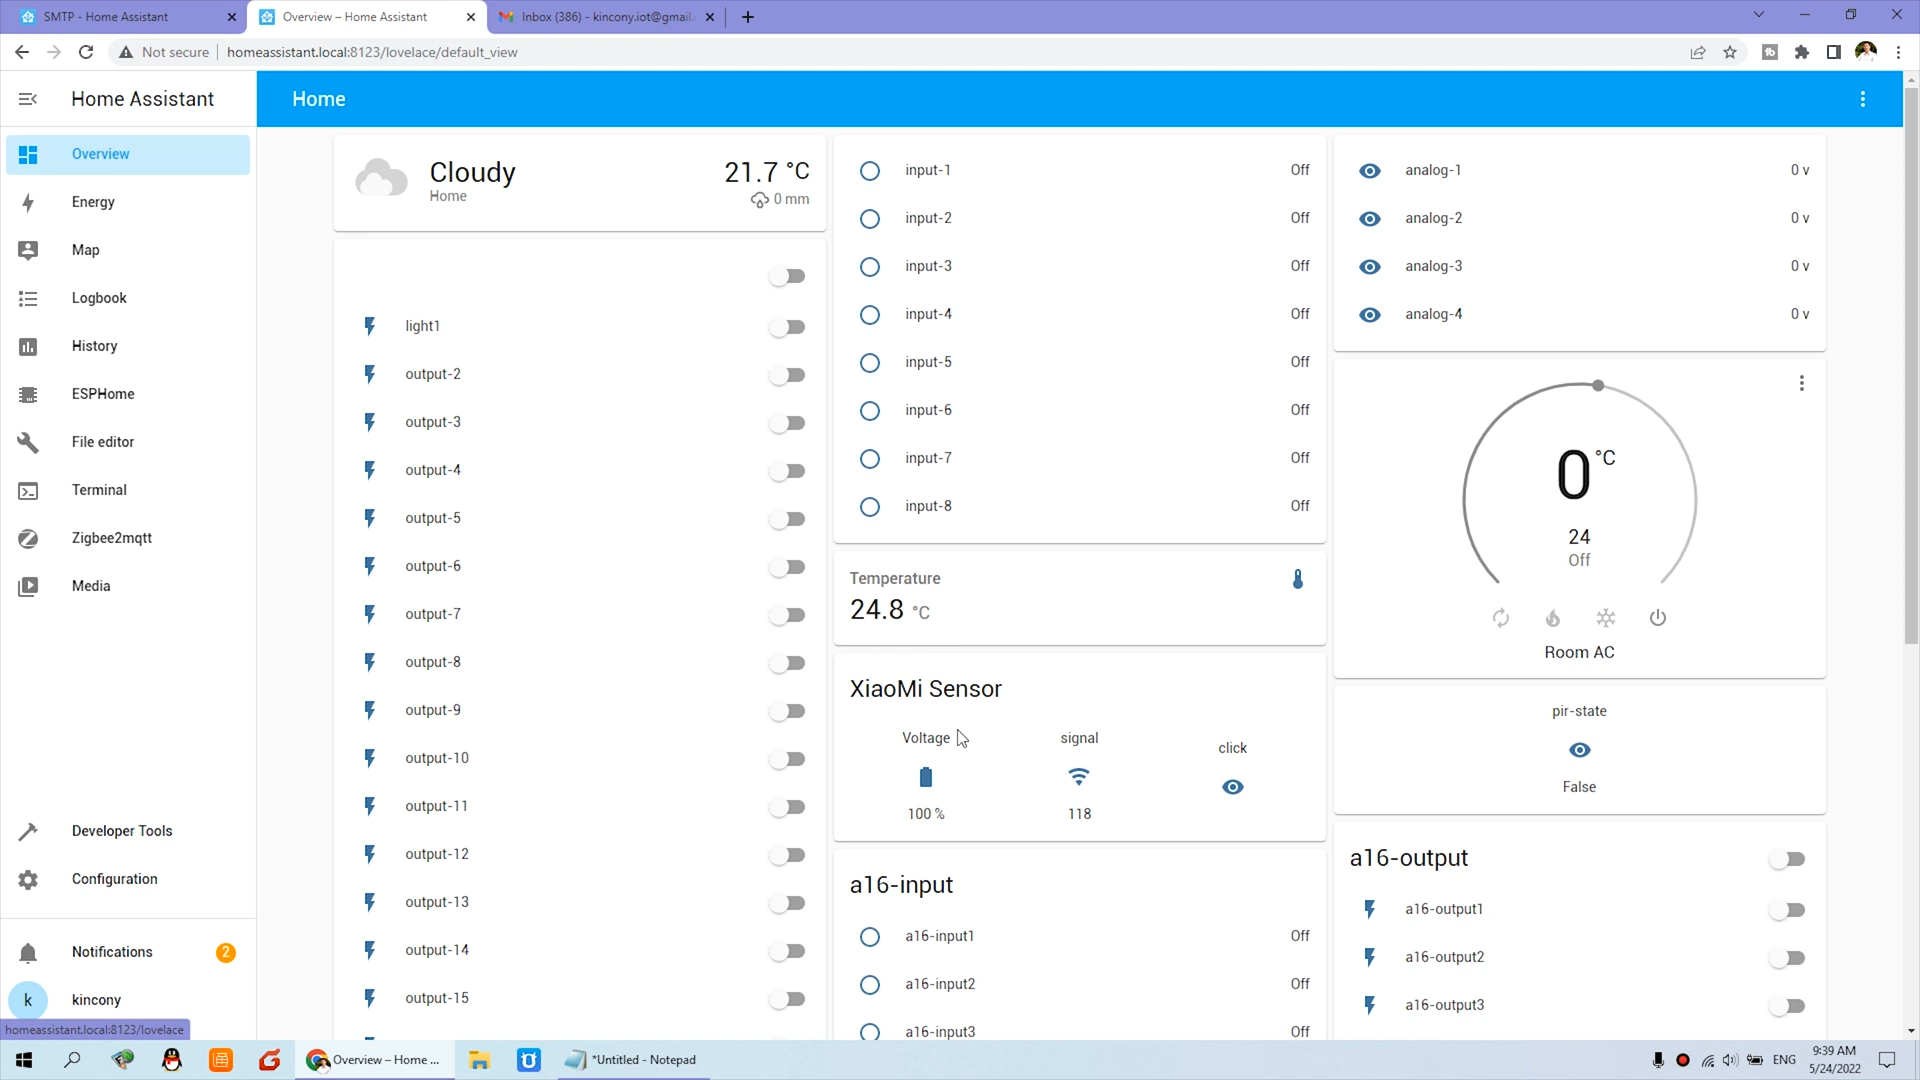 SMTP - Home Assistant
Overview – Home Assistant
Inbox (386) - kincony.iot@gmail.
Not secure
homeassistant.local:8123/lovelace/default_view
Home Assistant
Home
Overview
Energy
Map
Logbook
History
ESPHome
File editor
Terminal
Zigbee2mqtt
Media
Developer Tools
Configuration
Notifications
2
k
kincony
homeassistant.local:8123/lovelace
Cloudy
Home
21.7 °C
0 mm
light1
output-2
output-3
output-4
output-5
output-6
output-7
output-8
output-9
output-10
output-11
output-12
output-13
output-14
output-15
input-1 Off
input-2 Off
input-3 Off
input-4 Off
input-5 Off
input-6 Off
input-7 Off
input-8 Off
Temperature
24.8 °C
XiaoMi Sensor
Voltage signal click
100 % 118
a16-input
a16-input1 Off
a16-input2 Off
a16-input3 Off
analog-1 0 v
analog-2 0 v
analog-3 0 v
analog-4 0 v
0 °C
24
Off
Room AC
pir-state
False
a16-output
a16-output1
a16-output2
a16-output3
Overview – Home ...
*Untitled - Notepad
ENG
9:39 AM
5/24/2022